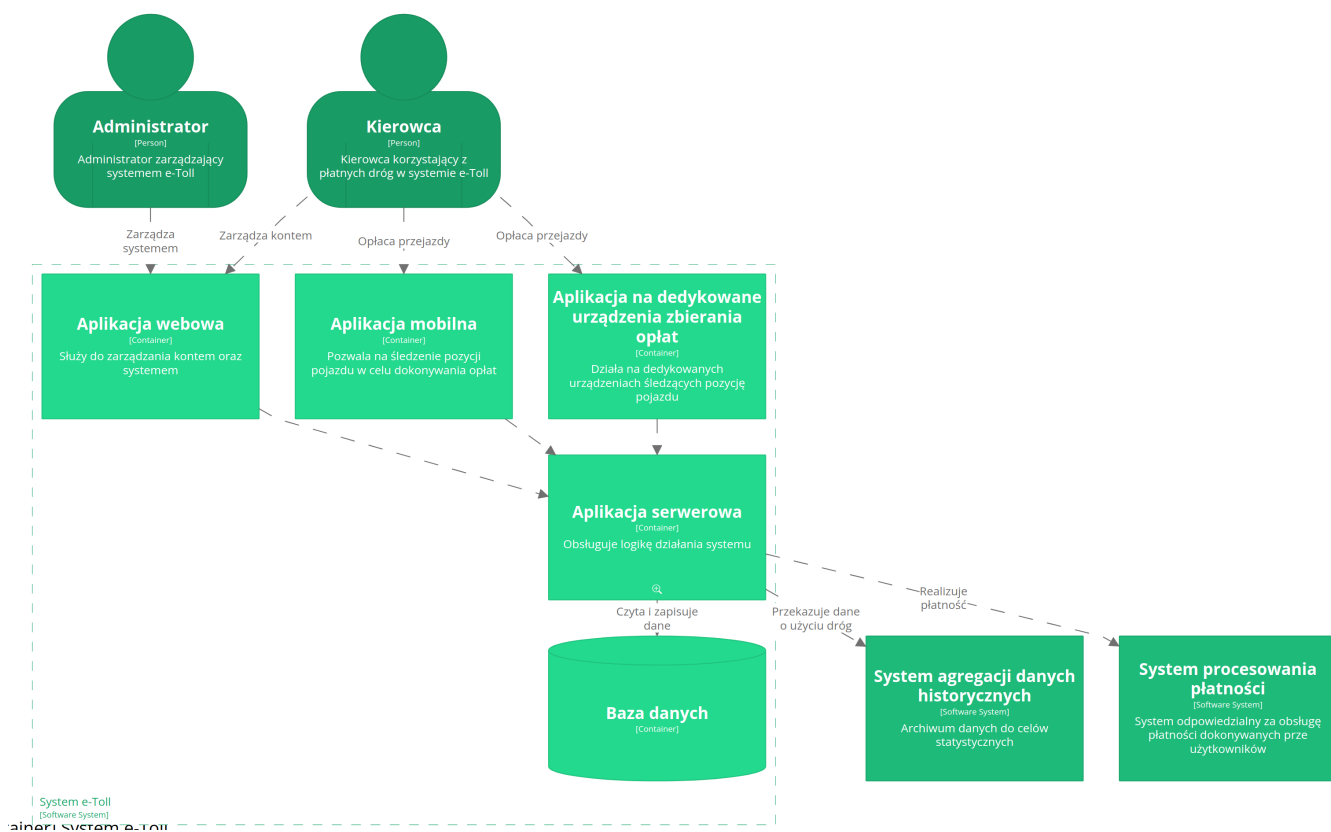 Administrator
[Person]
Administrator zarządzający
systemem e-Toll
Kierowca
[Person]
Kierowca korzystający z
płatnych dróg w systemie e-Toll
Zarządza
systemem
Zarządza kontem
Opłaca przejazdy
Opłaca przejazdy
Aplikacja webowa
[Container]
Służy do zarządzania kontem oraz
systemem
Aplikacja mobilna
[Container]
Pozwala na śledzenie pozycji
pojazdu w celu dokonywania opłat
Aplikacja na dedykowane
urządzenia zbierania
opłat
[Container]
Działa na dedykowanych
urządzeniach śledzących pozycję
pojazdu
Aplikacja serwerowa
[Container]
Obsługuje logikę działania systemu
Czyta i zapisuje
dane
Przekazuje dane
o użyciu dróg
Realizuje
płatność
Baza danych
[Container]
System agregacji danych
historycznych
[Software System]
Archiwum danych do celów
statystycznych
System procesowania
płatności
[Software System]
System odpowiedzialny za obsługę
płatności dokonywanych prze
użytkowników
System e-Toll
[Software System]
ainer] System e-Toll